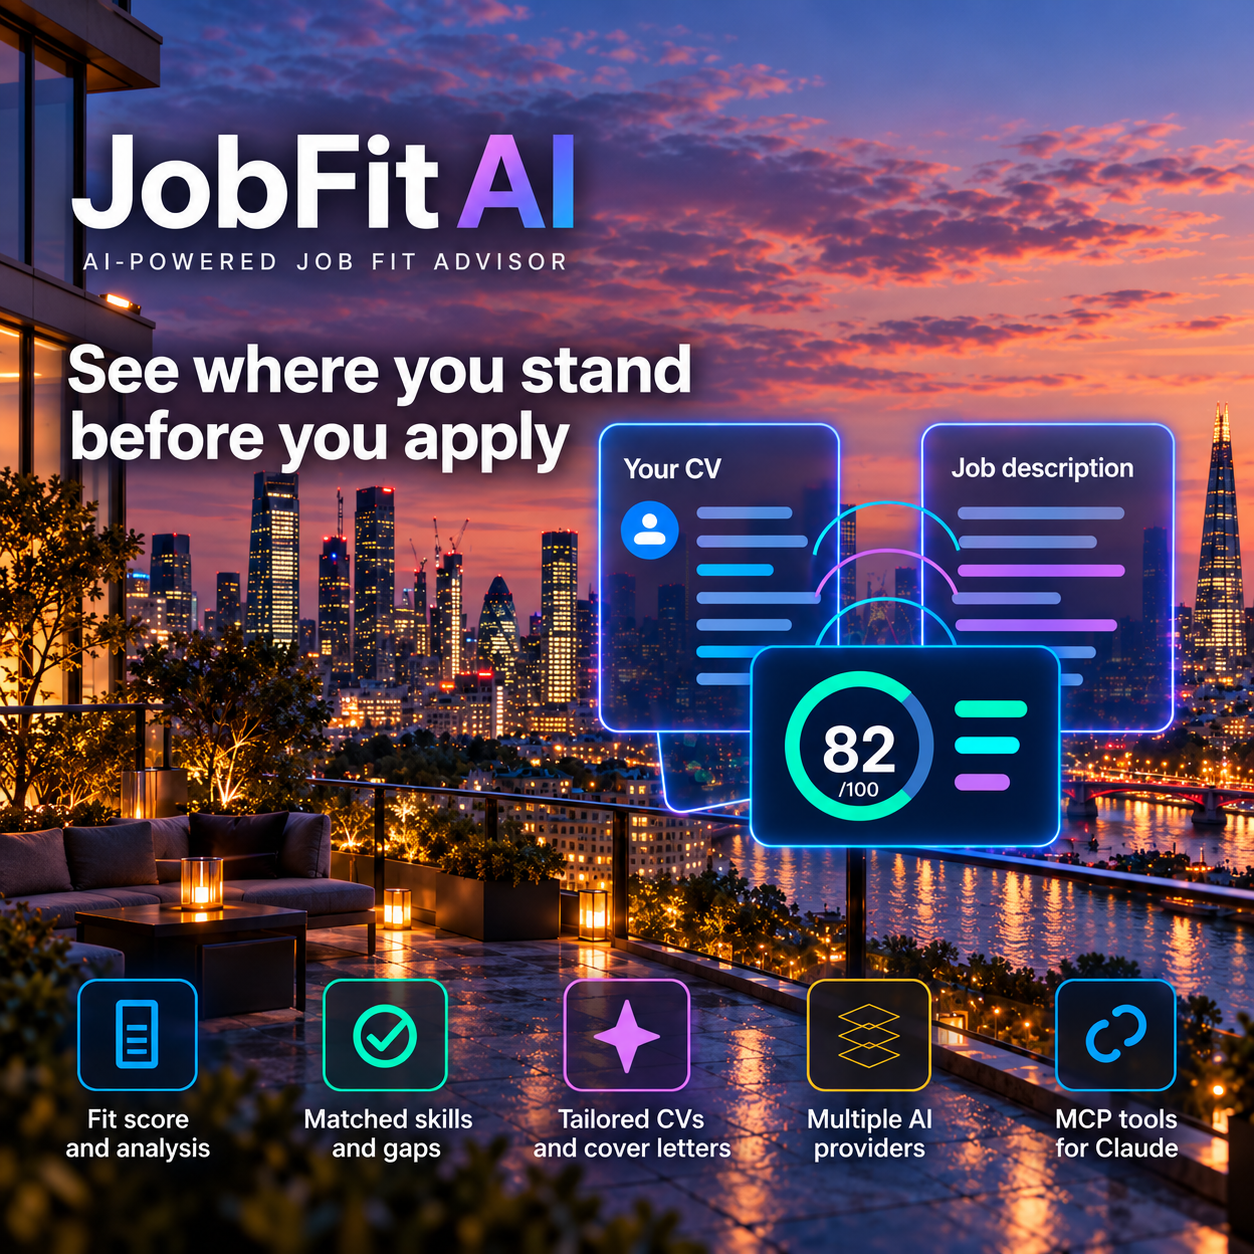 JobFit AI
AI-POWERED JOB FIT ADVISOR
See where you stand
before you apply
Your CV
Job description
82
/100
Fit score
and analysis
Matched skills
and gaps
Tailored CVs
and cover letters
Multiple AI
providers
MCP tools
for Claude